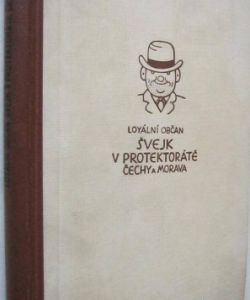 LOYÁLNÍ OBČAN
ŠVEJK
V PROTEKTORÁTĚ
ČECHY A MORAVA